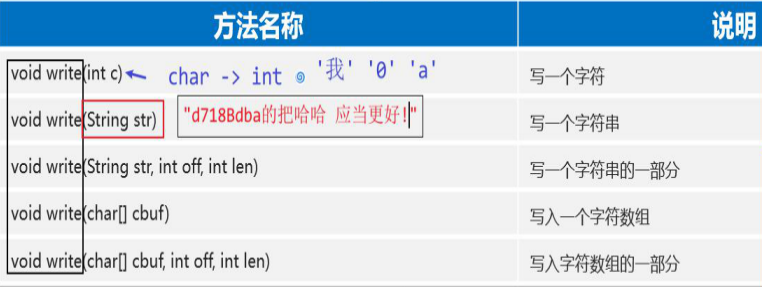 方法名称 说明
void write(int c) char -> int '我' '0' 'a' 写一个字符
void write(String str) "d718Bdba的把哈哈 应当更好!" 写一个字符串
void write(String str, int off, int len) 写一个字符串的一部分
void write(char[] cbuf) 写入一个字符数组
void write(char[] cbuf, int off, int len) 写入字符数组的一部分